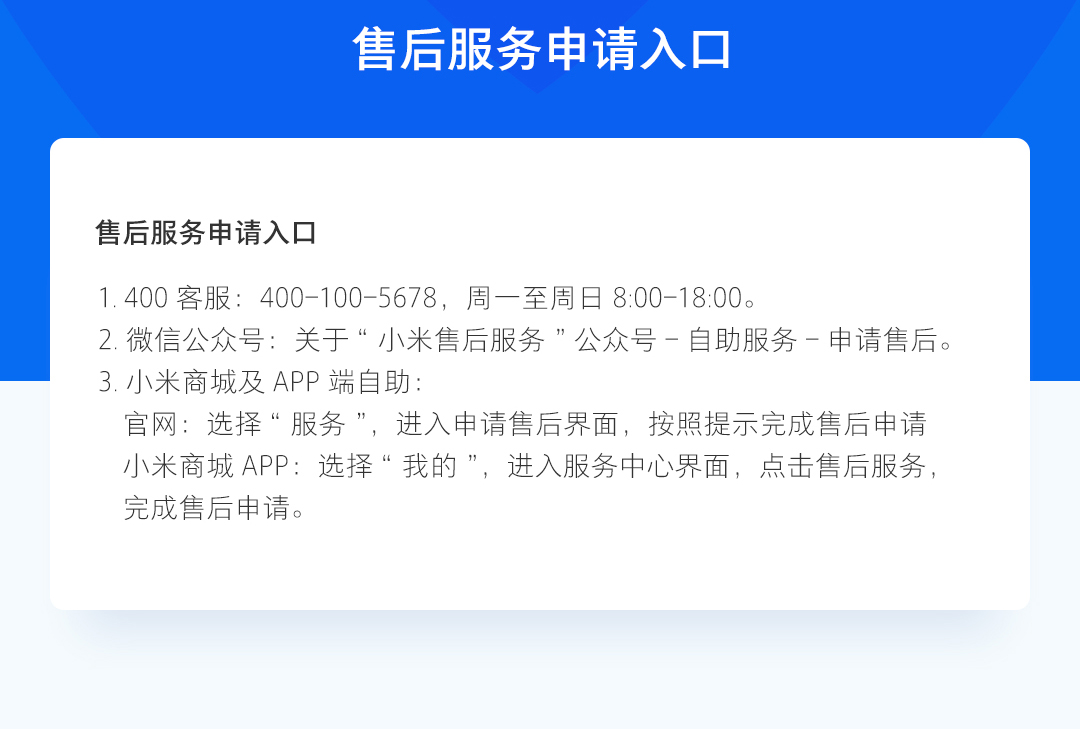 售后服务申请入口
售后服务申请入口
1. 400 客服：400-100-5678，周一至周日 8:00-18:00。
2. 微信公众号：关于“ 小米售后服务 ”公众号 - 自助服务 - 申请售后。
3. 小米商城及 APP 端自助：
官网：选择“ 服务 ”，进入申请售后界面，按照提示完成售后申请
小米商城 APP：选择“ 我的 ”，进入服务中心界面，点击售后服务，
完成售后申请。